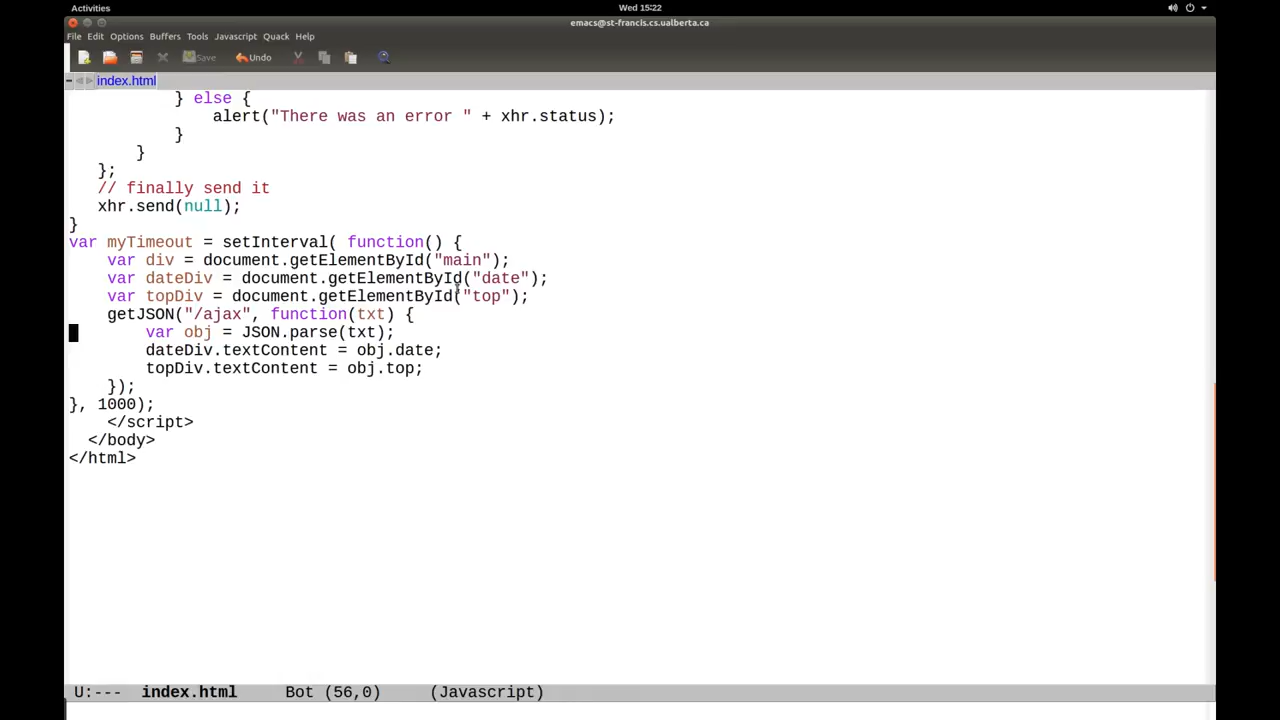 Activities
Wed 15:22
emacs@st-francis.cs.ualberta.ca
File Edit Options Buffers Tools Javascript Quack Help
Save Undo
index.html
} else {
alert("There was an error " + xhr.status);
}
}
};
// finally send it
xhr.send(null);
}
var myTimeout = setInterval( function() {
var div = document.getElementById("main");
var dateDiv = document.getElementById("date");
var topDiv = document.getElementById("top");
getJSON("/ajax", function(txt) {
var obj = JSON.parse(txt);
dateDiv.textContent = obj.date;
topDiv.textContent = obj.top;
});
}, 1000);
</script>
</body>
</html>
U:--- index.html Bot (56,0) (Javascript)